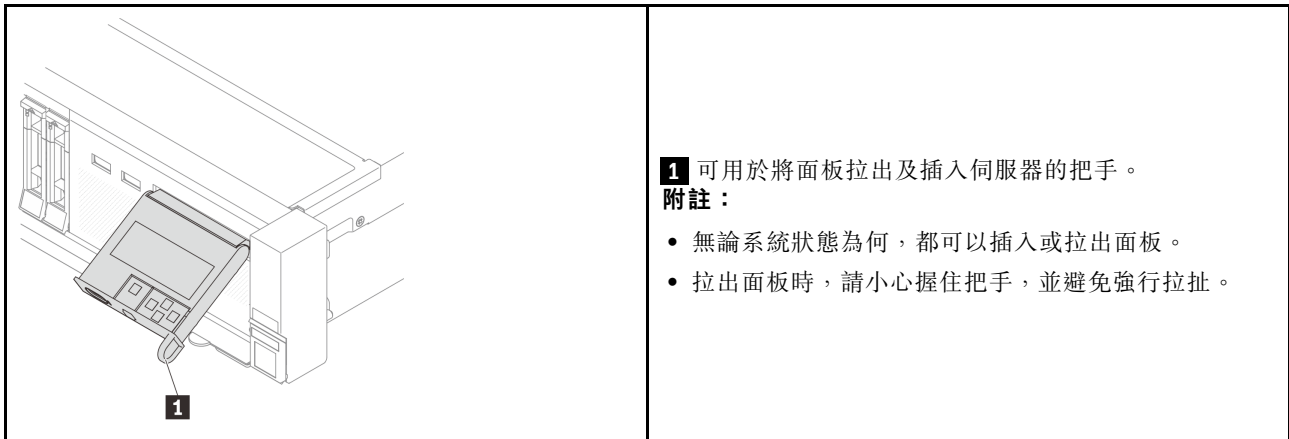 1
1 可用於將面板拉出及插入伺服器的把手。
附註：
• 無論系統狀態為何，都可以插入或拉出面板。
• 拉出面板時，請小心握住把手，並避免強行拉扯。